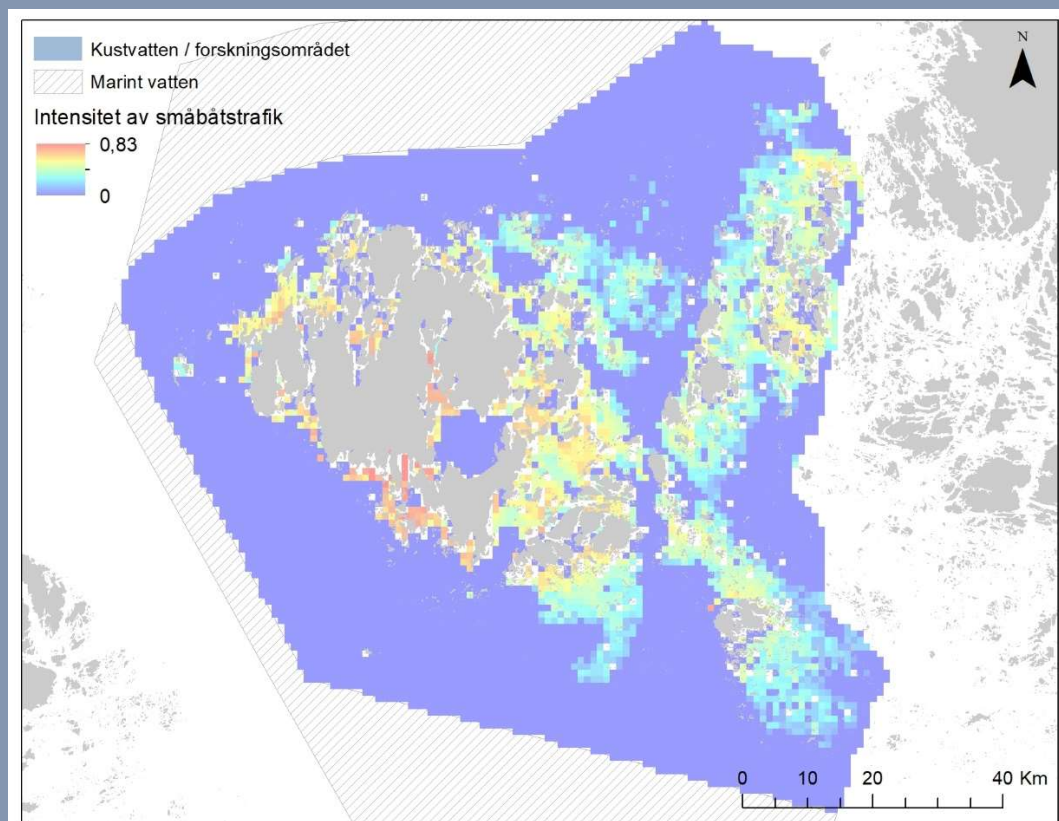 Kustvatten / forskningsområdet
Marint vatten
Intensitet av småbåtstrafik
0,83
0
N
0 10 20 40 Km